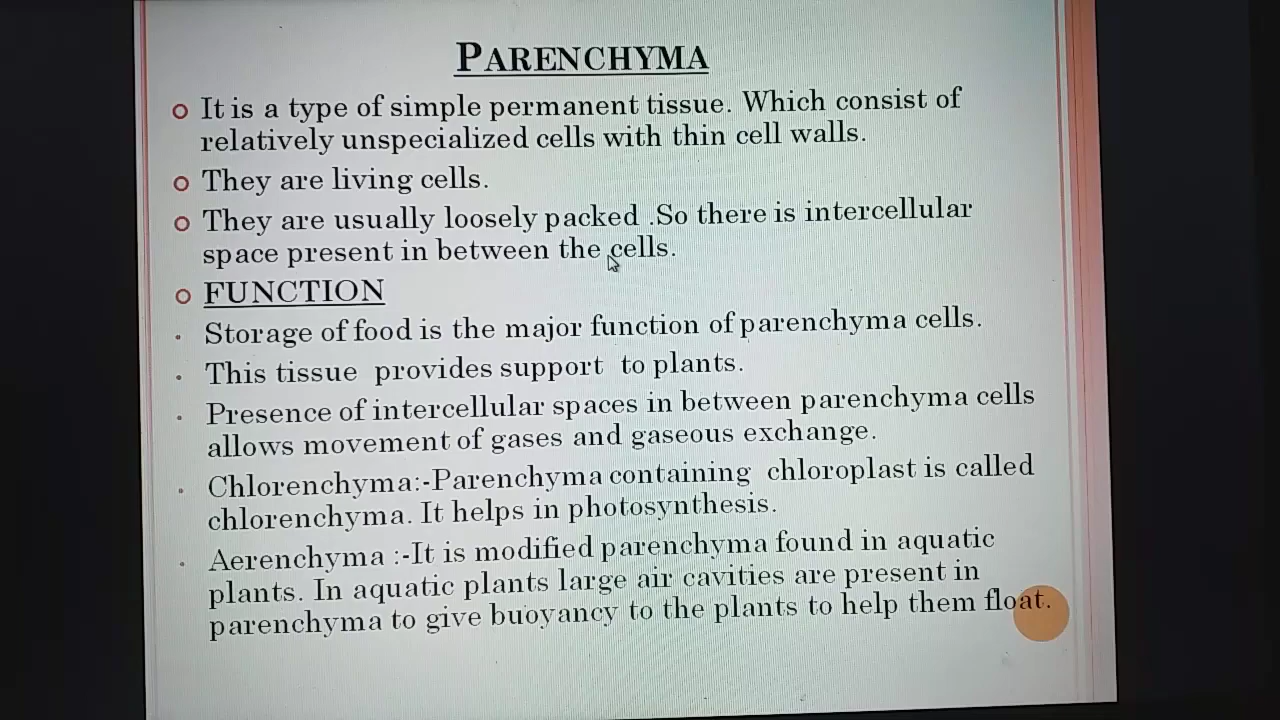 PARENCHYMA
It is a type of simple permanent tissue. Which consist of
relatively unspecialized cells with thin cell walls.
They are living cells.
They are usually loosely packed .So there is intercellular
space present in between the cells.
FUNCTION
Storage of food is the major function of parenchyma cells.
This tissue provides support to plants.
Presence of intercellular spaces in between parenchyma cells
allows movement of gases and gaseous exchange.
Chlorenchyma:-Parenchyma containing chloroplast is called
chlorenchyma. It helps in photosynthesis.
Aerenchyma :-It is modified parenchyma found in aquatic
plants. In aquatic plants large air cavities are present in
parenchyma to give buoyancy to the plants to help them float.